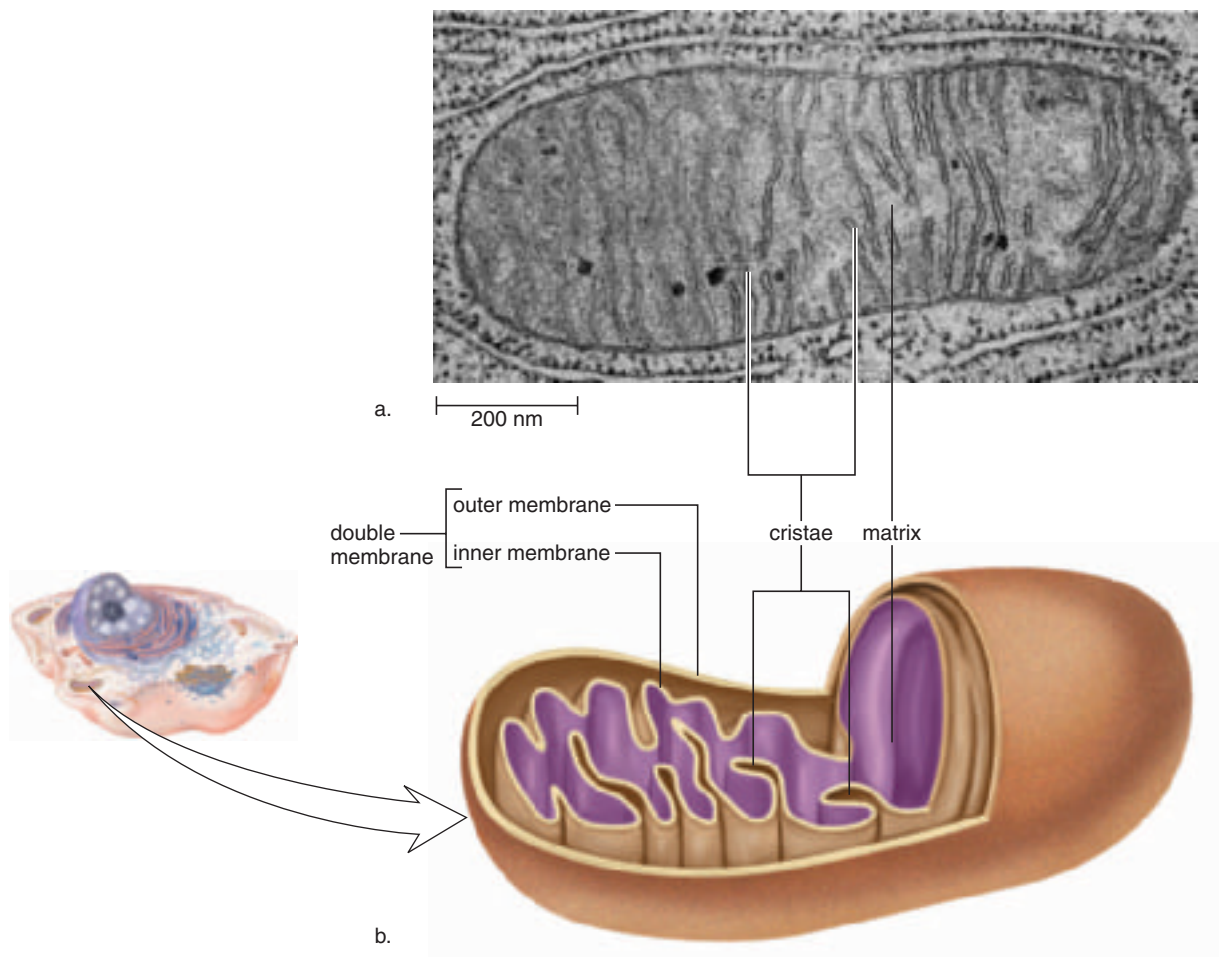 a.
200 nm
outer membrane
double
membrane
inner membrane
cristae
matrix
b.